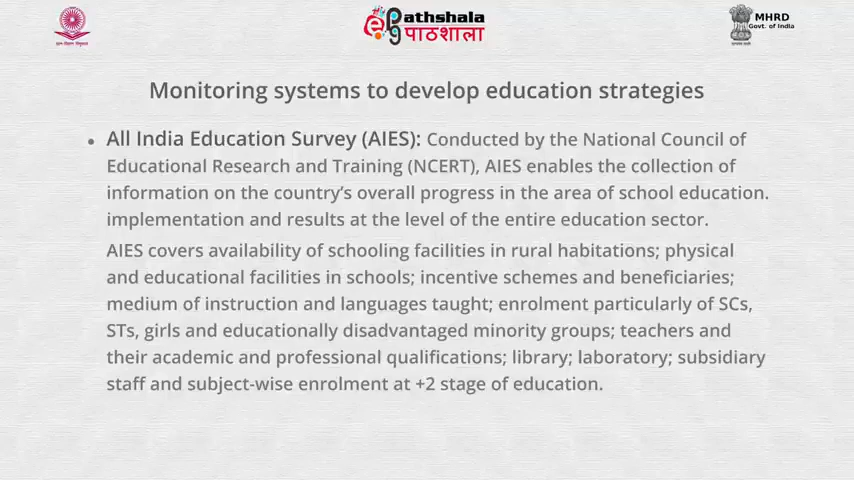 ePathshala
पाठशाला
MHRD
Govt. of India
Monitoring systems to develop education strategies
• All India Education Survey (AIES): Conducted by the National Council of
Educational Research and Training (NCERT), AIES enables the collection of
information on the country’s overall progress in the area of school education.
implementation and results at the level of the entire education sector.
AIES covers availability of schooling facilities in rural habitations; physical
and educational facilities in schools; incentive schemes and beneficiaries;
medium of instruction and languages taught; enrolment particularly of SCs,
STs, girls and educationally disadvantaged minority groups; teachers and
their academic and professional qualifications; library; laboratory; subsidiary
staff and subject-wise enrolment at +2 stage of education.